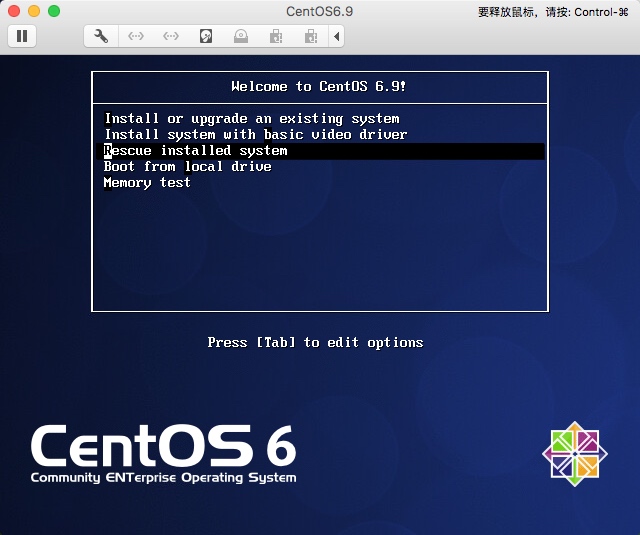 CentOS6.9
要释放鼠标，请按: Control-⌘
Welcome to CentOS 6.9!
Install or upgrade an existing system
Install system with basic video driver
Rescue installed system
Boot from local drive
Memory test
Press [Tab] to edit options
CentOS 6
Community ENTerprise Operating System